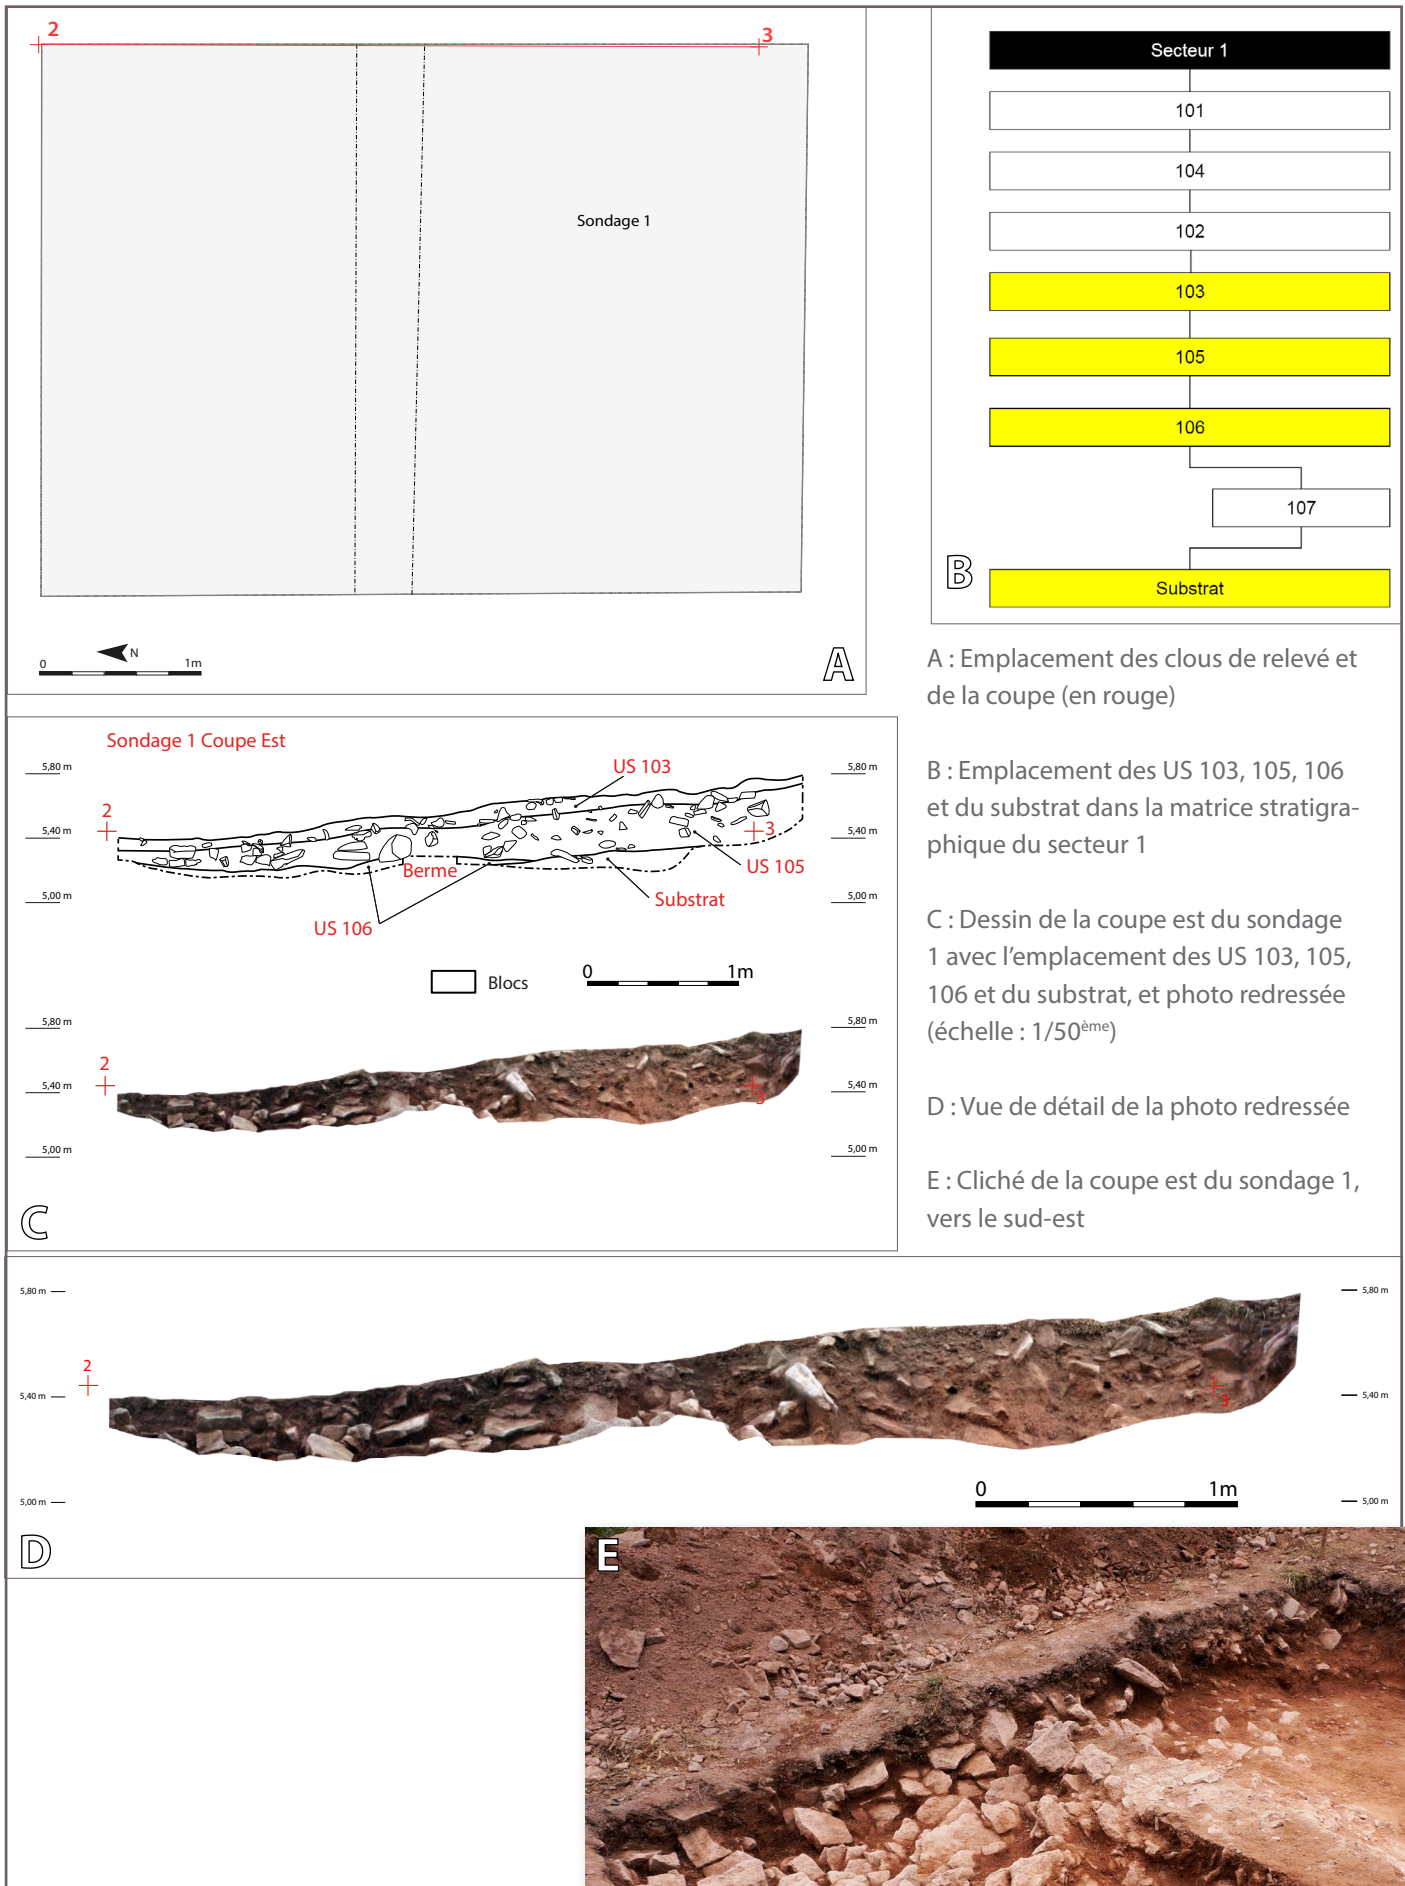 2
3
Sondage 1
N
0 1m
A
Secteur 1
101
104
102
103
105
106
107
Substrat
B
A : Emplacement des clous de relevé et
de la coupe (en rouge)
B : Emplacement des US 103, 105, 106
et du substrat dans la matrice stratigra-
phique du secteur 1
C : Dessin de la coupe est du sondage
1 avec l'emplacement des US 103, 105,
106 et du substrat, et photo redressée
(échelle : 1/50ème)
D : Vue de détail de la photo redressée
E : Cliché de la coupe est du sondage 1,
vers le sud-est
Sondage 1 Coupe Est
5,80 m
5,80 m
US 103
2
5,40 m
3
5,40 m
Berme
US 105
5,00 m
Substrat
5,00 m
US 106
Blocs
0 1m
5,80 m
5,80 m
2
5,40 m
3
5,40 m
5,00 m
5,00 m
C
5,80 m
5,80 m
2
5,40 m
3
5,40 m
0 1m
5,00 m
5,00 m
D
E